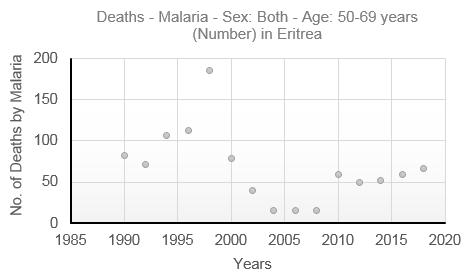 Deaths - Malaria - Sex: Both - Age: 50-69 years
(Number) in Eritrea
No. of Deaths by Malaria
200
150
100
50
0
1985 1990 1995 2000 2005 2010 2015 2020
Years